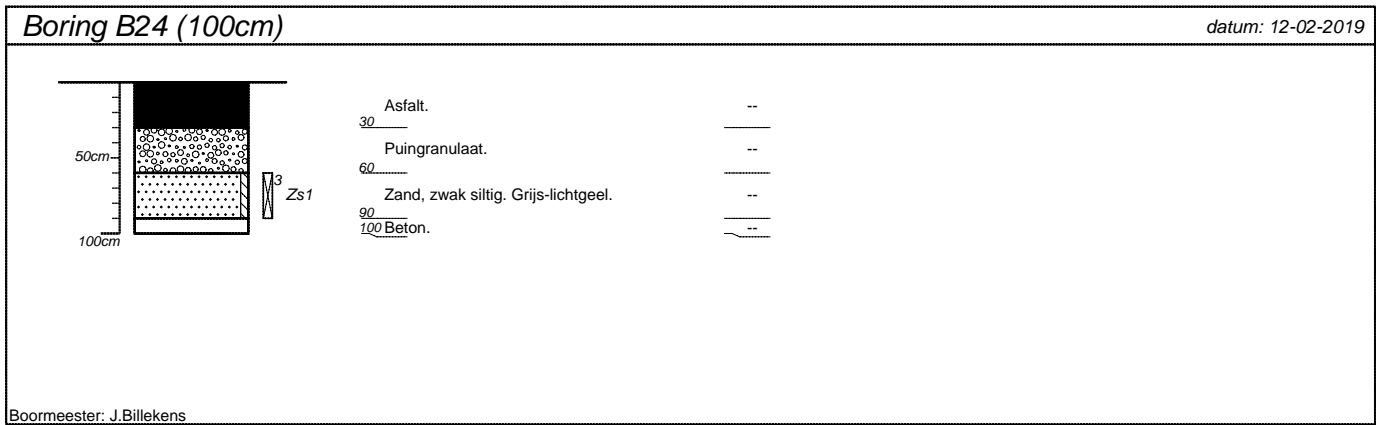 Boring B24 (100cm)
datum: 12-02-2019
Asfalt. --
30
Puingranulaat. --
50cm
60
3
Zs1
Zand, zwak siltig. Grijs-lichtgeel. --
90
100 Beton. --
100cm
Boormeester: J.Billekens